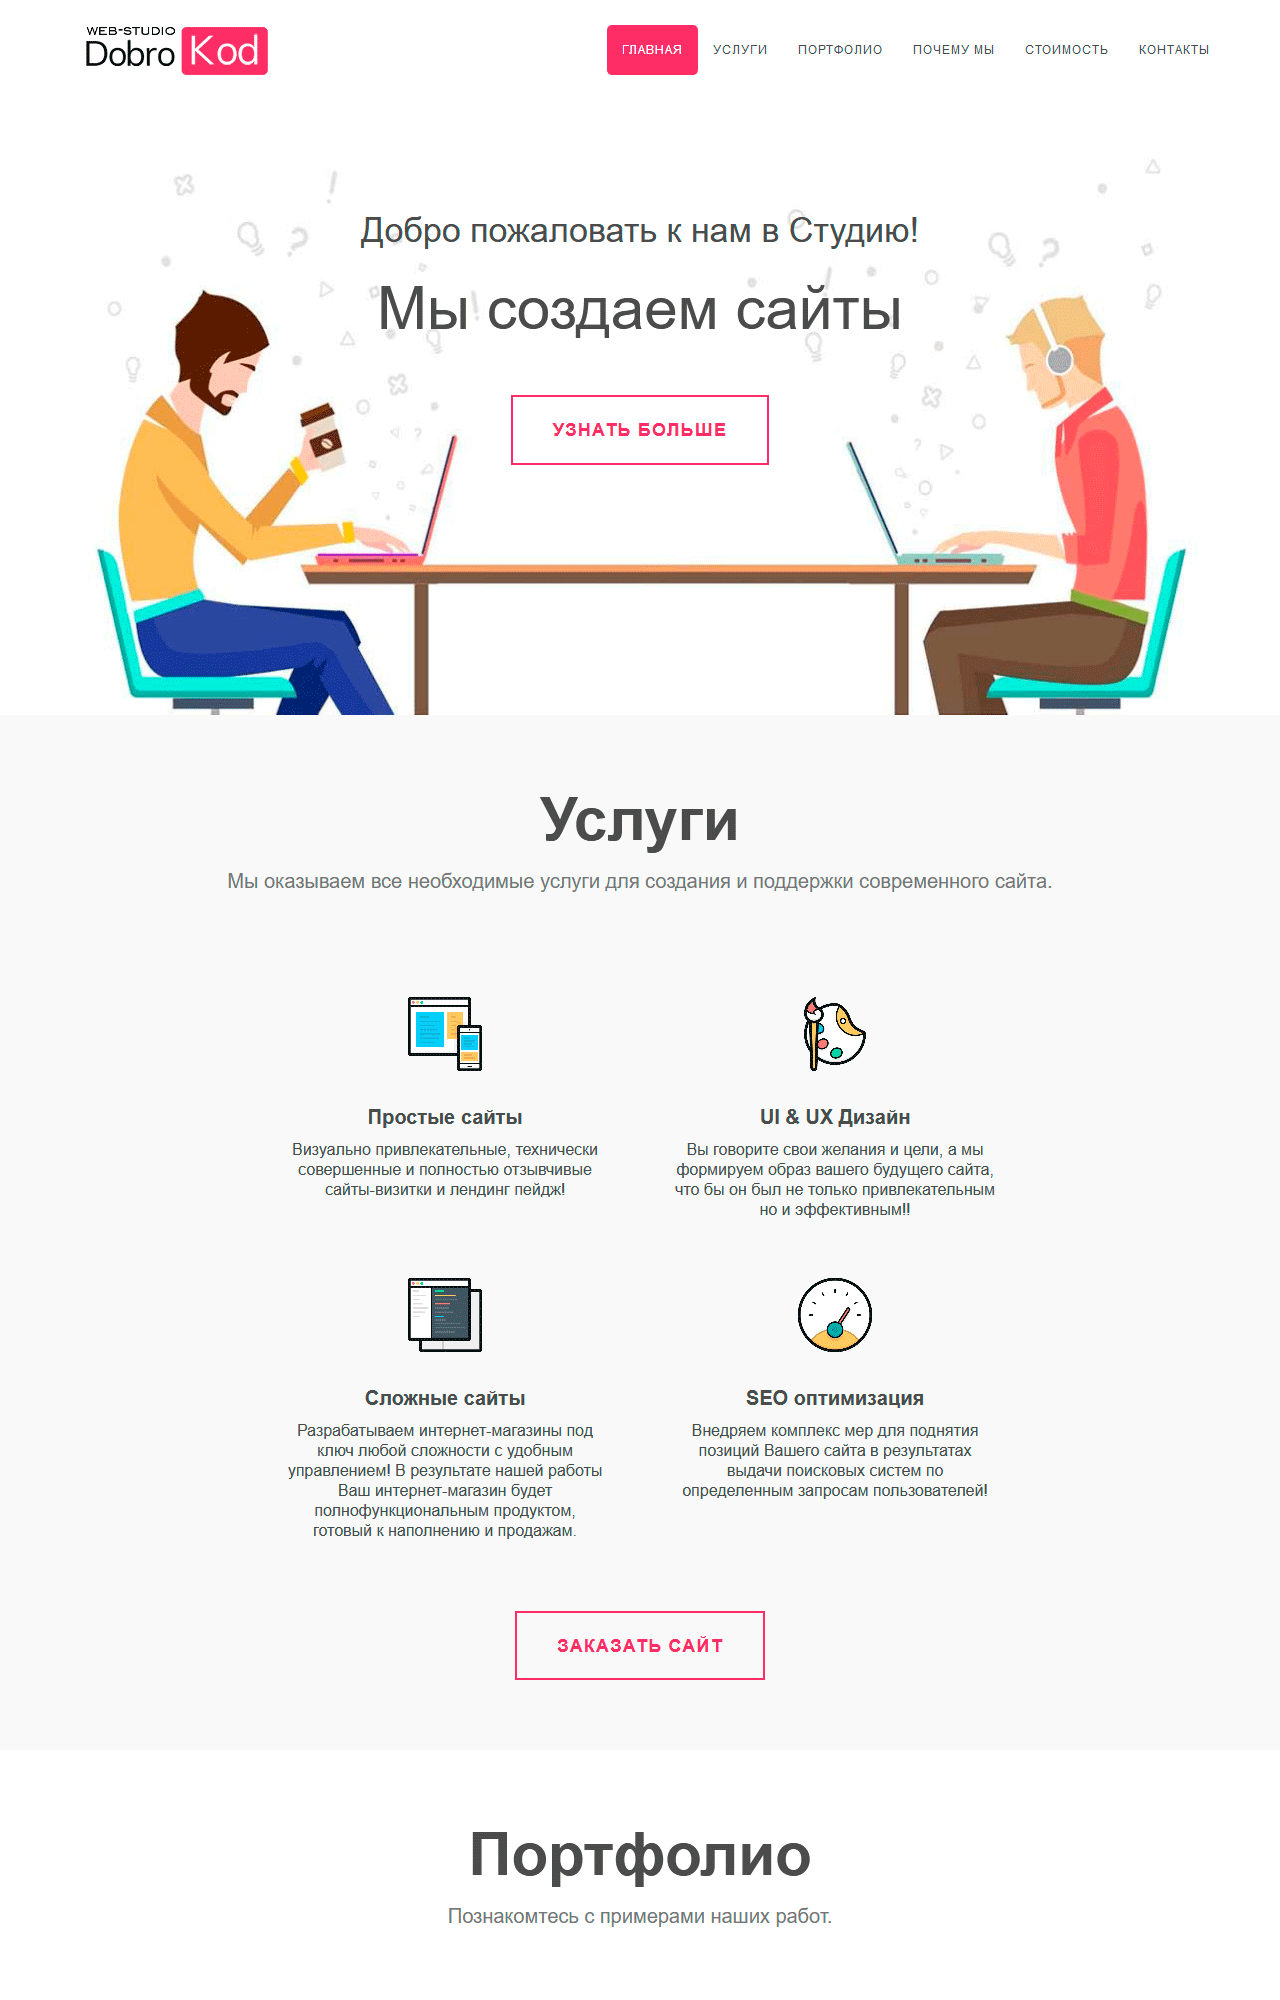 WEB-STUDIO
Dobro Kod
ГЛАВНАЯ УСЛУГИ ПОРТФОЛИО ПОЧЕМУ МЫ СТОИМОСТЬ КОНТАКТЫ
Добро пожаловать к нам в Студию!
Мы создаем сайты
УЗНАТЬ БОЛЬШЕ
Услуги
Мы оказываем все необходимые услуги для создания и поддержки современного сайта.
Простые сайты
Визуально привлекательные, технически
совершенные и полностью отзывчивые
сайты-визитки и лендинг пейдж!
UI & UX Дизайн
Вы говорите свои желания и цели, а мы
формируем образ вашего будущего сайта,
что бы он был не только привлекательным
но и эффективным!!
Сложные сайты
Разрабатываем интернет-магазины под
ключ любой сложности с удобным
управлением! В результате нашей работы
Ваш интернет-магазин будет
полнофункциональным продуктом,
готовый к наполнению и продажам.
SEO оптимизация
Внедряем комплекс мер для поднятия
позиций Вашего сайта в результатах
выдачи поисковых систем по
определенным запросам пользователей!
ЗАКАЗАТЬ САЙТ
Портфолио
Познакомтесь с примерами наших работ.